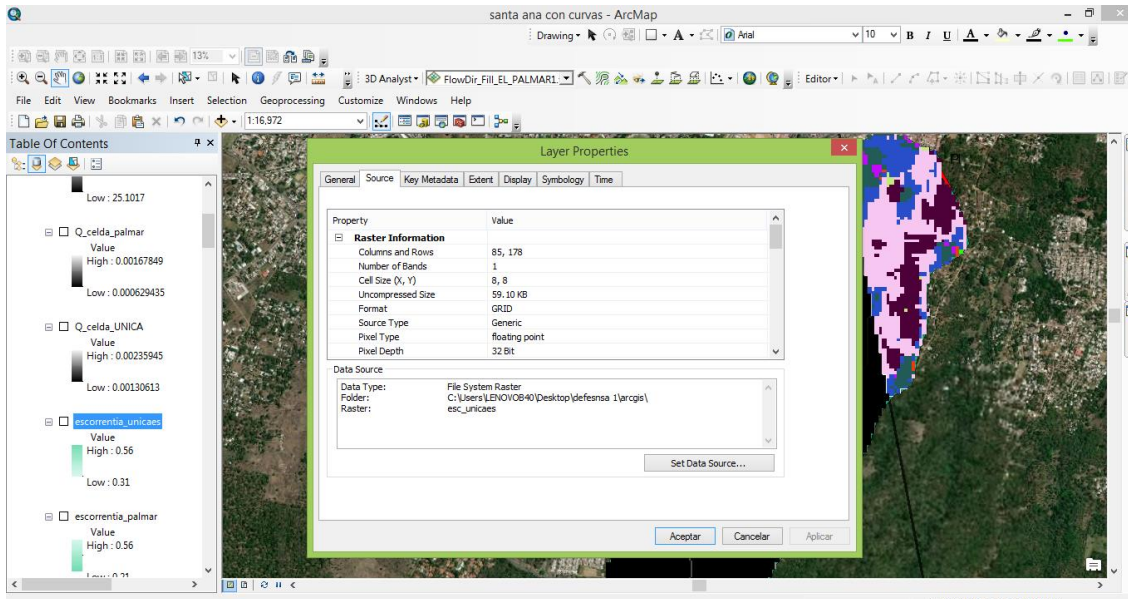 santa ana con curvas - ArcMap
Drawing A Arial 10 B I U A
13%
3D Analyst FlowDir_Fill_EL_PALMAR1. Editor
File Edit View Bookmarks Insert Selection Geoprocessing Customize Windows Help
1:16,972
Table Of Contents
Low : 25.1017
Q_celda_palmar
Value
High : 0.00167849
Low : 0.000629435
Q_celda_UNICA
Value
High : 0.00235945
Low : 0.00130613
escorrentia_unicaes
Value
High : 0.56
Low : 0.31
escorrentia_palmar
Value
High : 0.56
Layer Properties
General Source Key Metadata Extent Display Symbology Time
Property Value
Raster Information
Columns and Rows 85, 178
Number of Bands 1
Cell Size (X, Y) 8, 8
Uncompressed Size 59.10 KB
Format GRID
Source Type Generic
Pixel Type floating point
Pixel Depth 32 Bit
Data Source
Data Type: File System Raster
Folder: C:\Users\LENOVOB40\Desktop\defesnsa 1\arcgis\
Raster: esc_unicaes
Set Data Source...
Aceptar Cancelar Aplicar